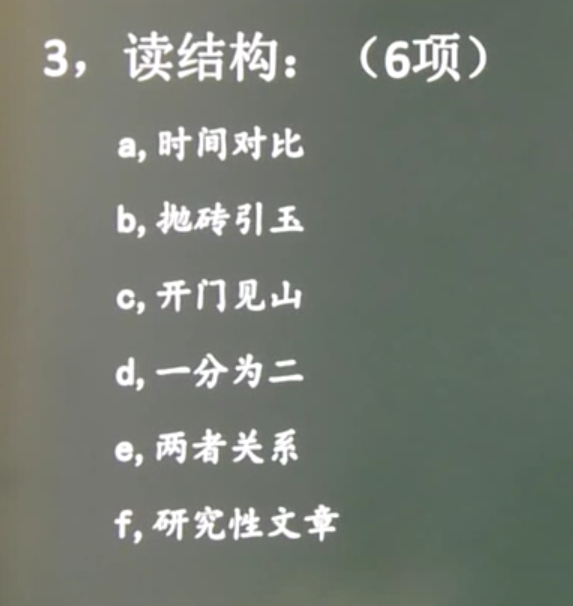 3，读结构：（6项）
a, 时间对比
b, 抛砖引玉
c, 开门见山
d, 一分为二
e, 两者关系
f, 研究性文章